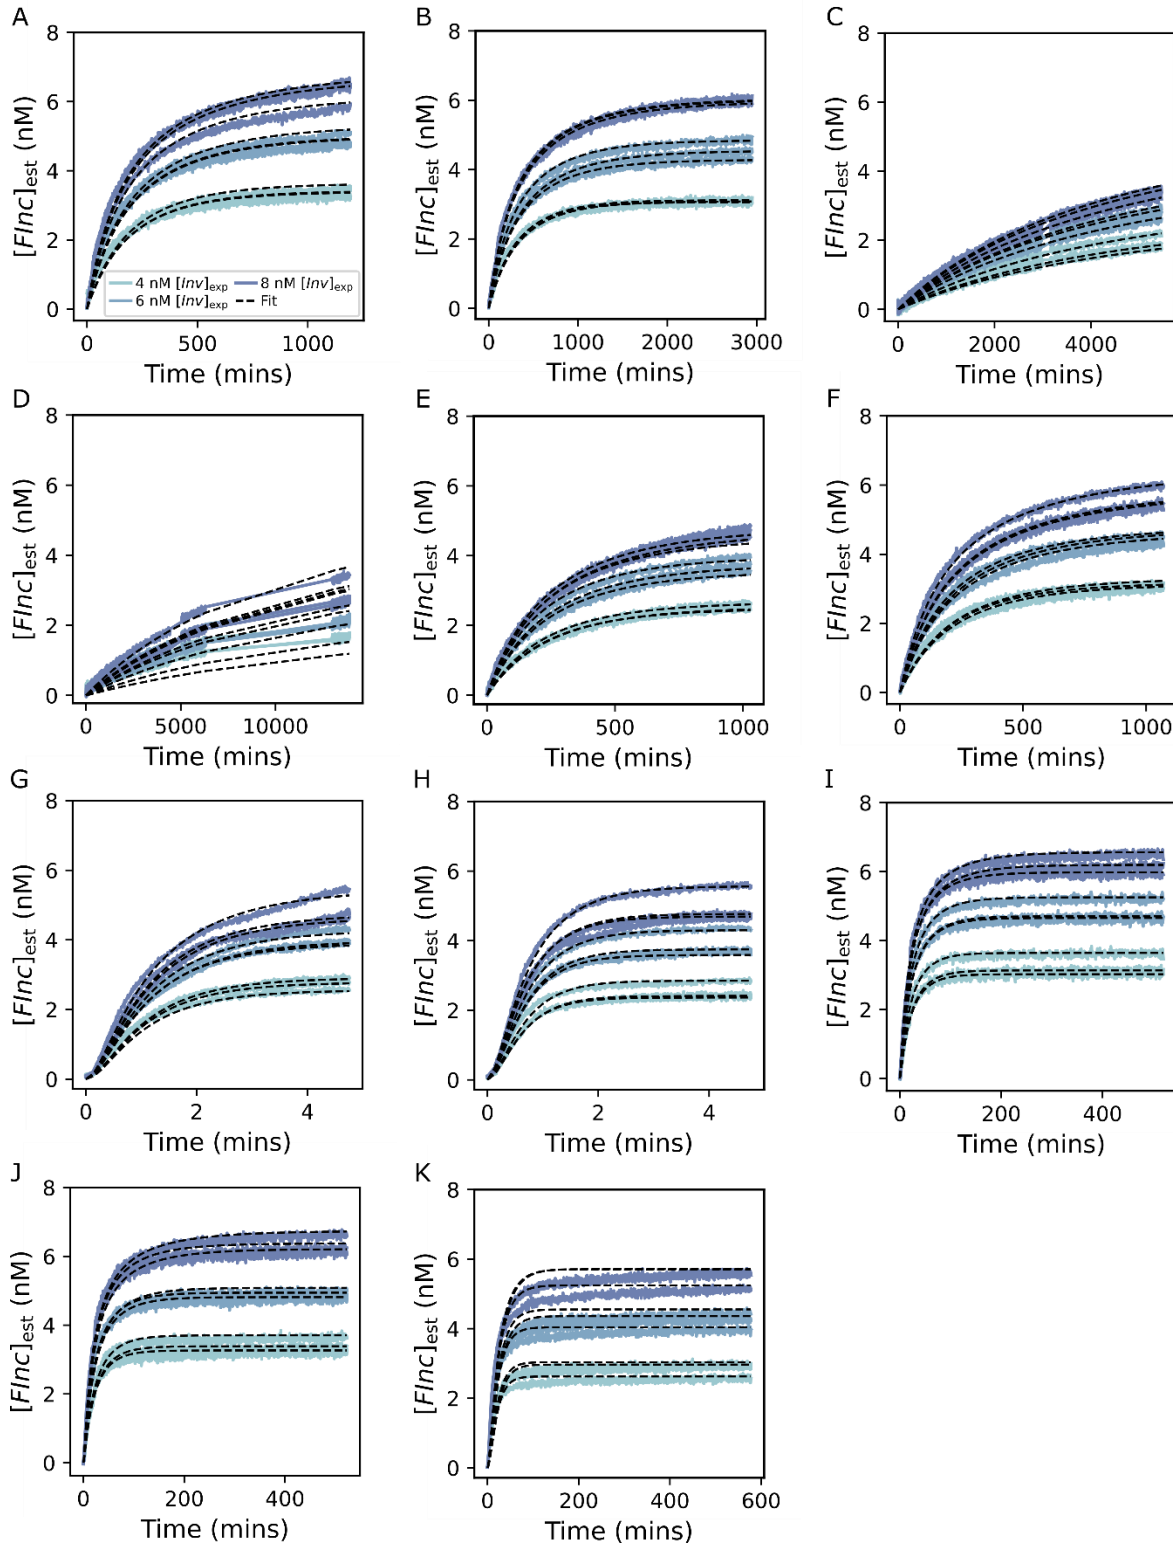 A
B
C
8
6
4
2
0
[FInc]est (nM)
4 nM [Inv]exp
8 nM [Inv]exp
6 nM [Inv]exp
Fit
0
500
1000
Time (mins)
8
6
4
2
0
[FInc]est (nM)
0
1000
2000
3000
Time (mins)
8
6
4
2
0
[FInc]est (nM)
0
2000
4000
Time (mins)
D
E
F
8
6
4
2
0
[FInc]est (nM)
0
5000
10000
Time (mins)
8
6
4
2
0
[FInc]est (nM)
0
500
1000
Time (mins)
8
6
4
2
0
[FInc]est (nM)
0
500
1000
Time (mins)
G
H
I
8
6
4
2
0
[FInc]est (nM)
0
2
4
Time (mins)
8
6
4
2
0
[FInc]est (nM)
0
2
4
Time (mins)
8
6
4
2
0
[FInc]est (nM)
0
200
400
Time (mins)
J
K
8
6
4
2
0
[FInc]est (nM)
0
200
400
Time (mins)
8
6
4
2
0
[FInc]est (nM)
0
200
400
600
Time (mins)